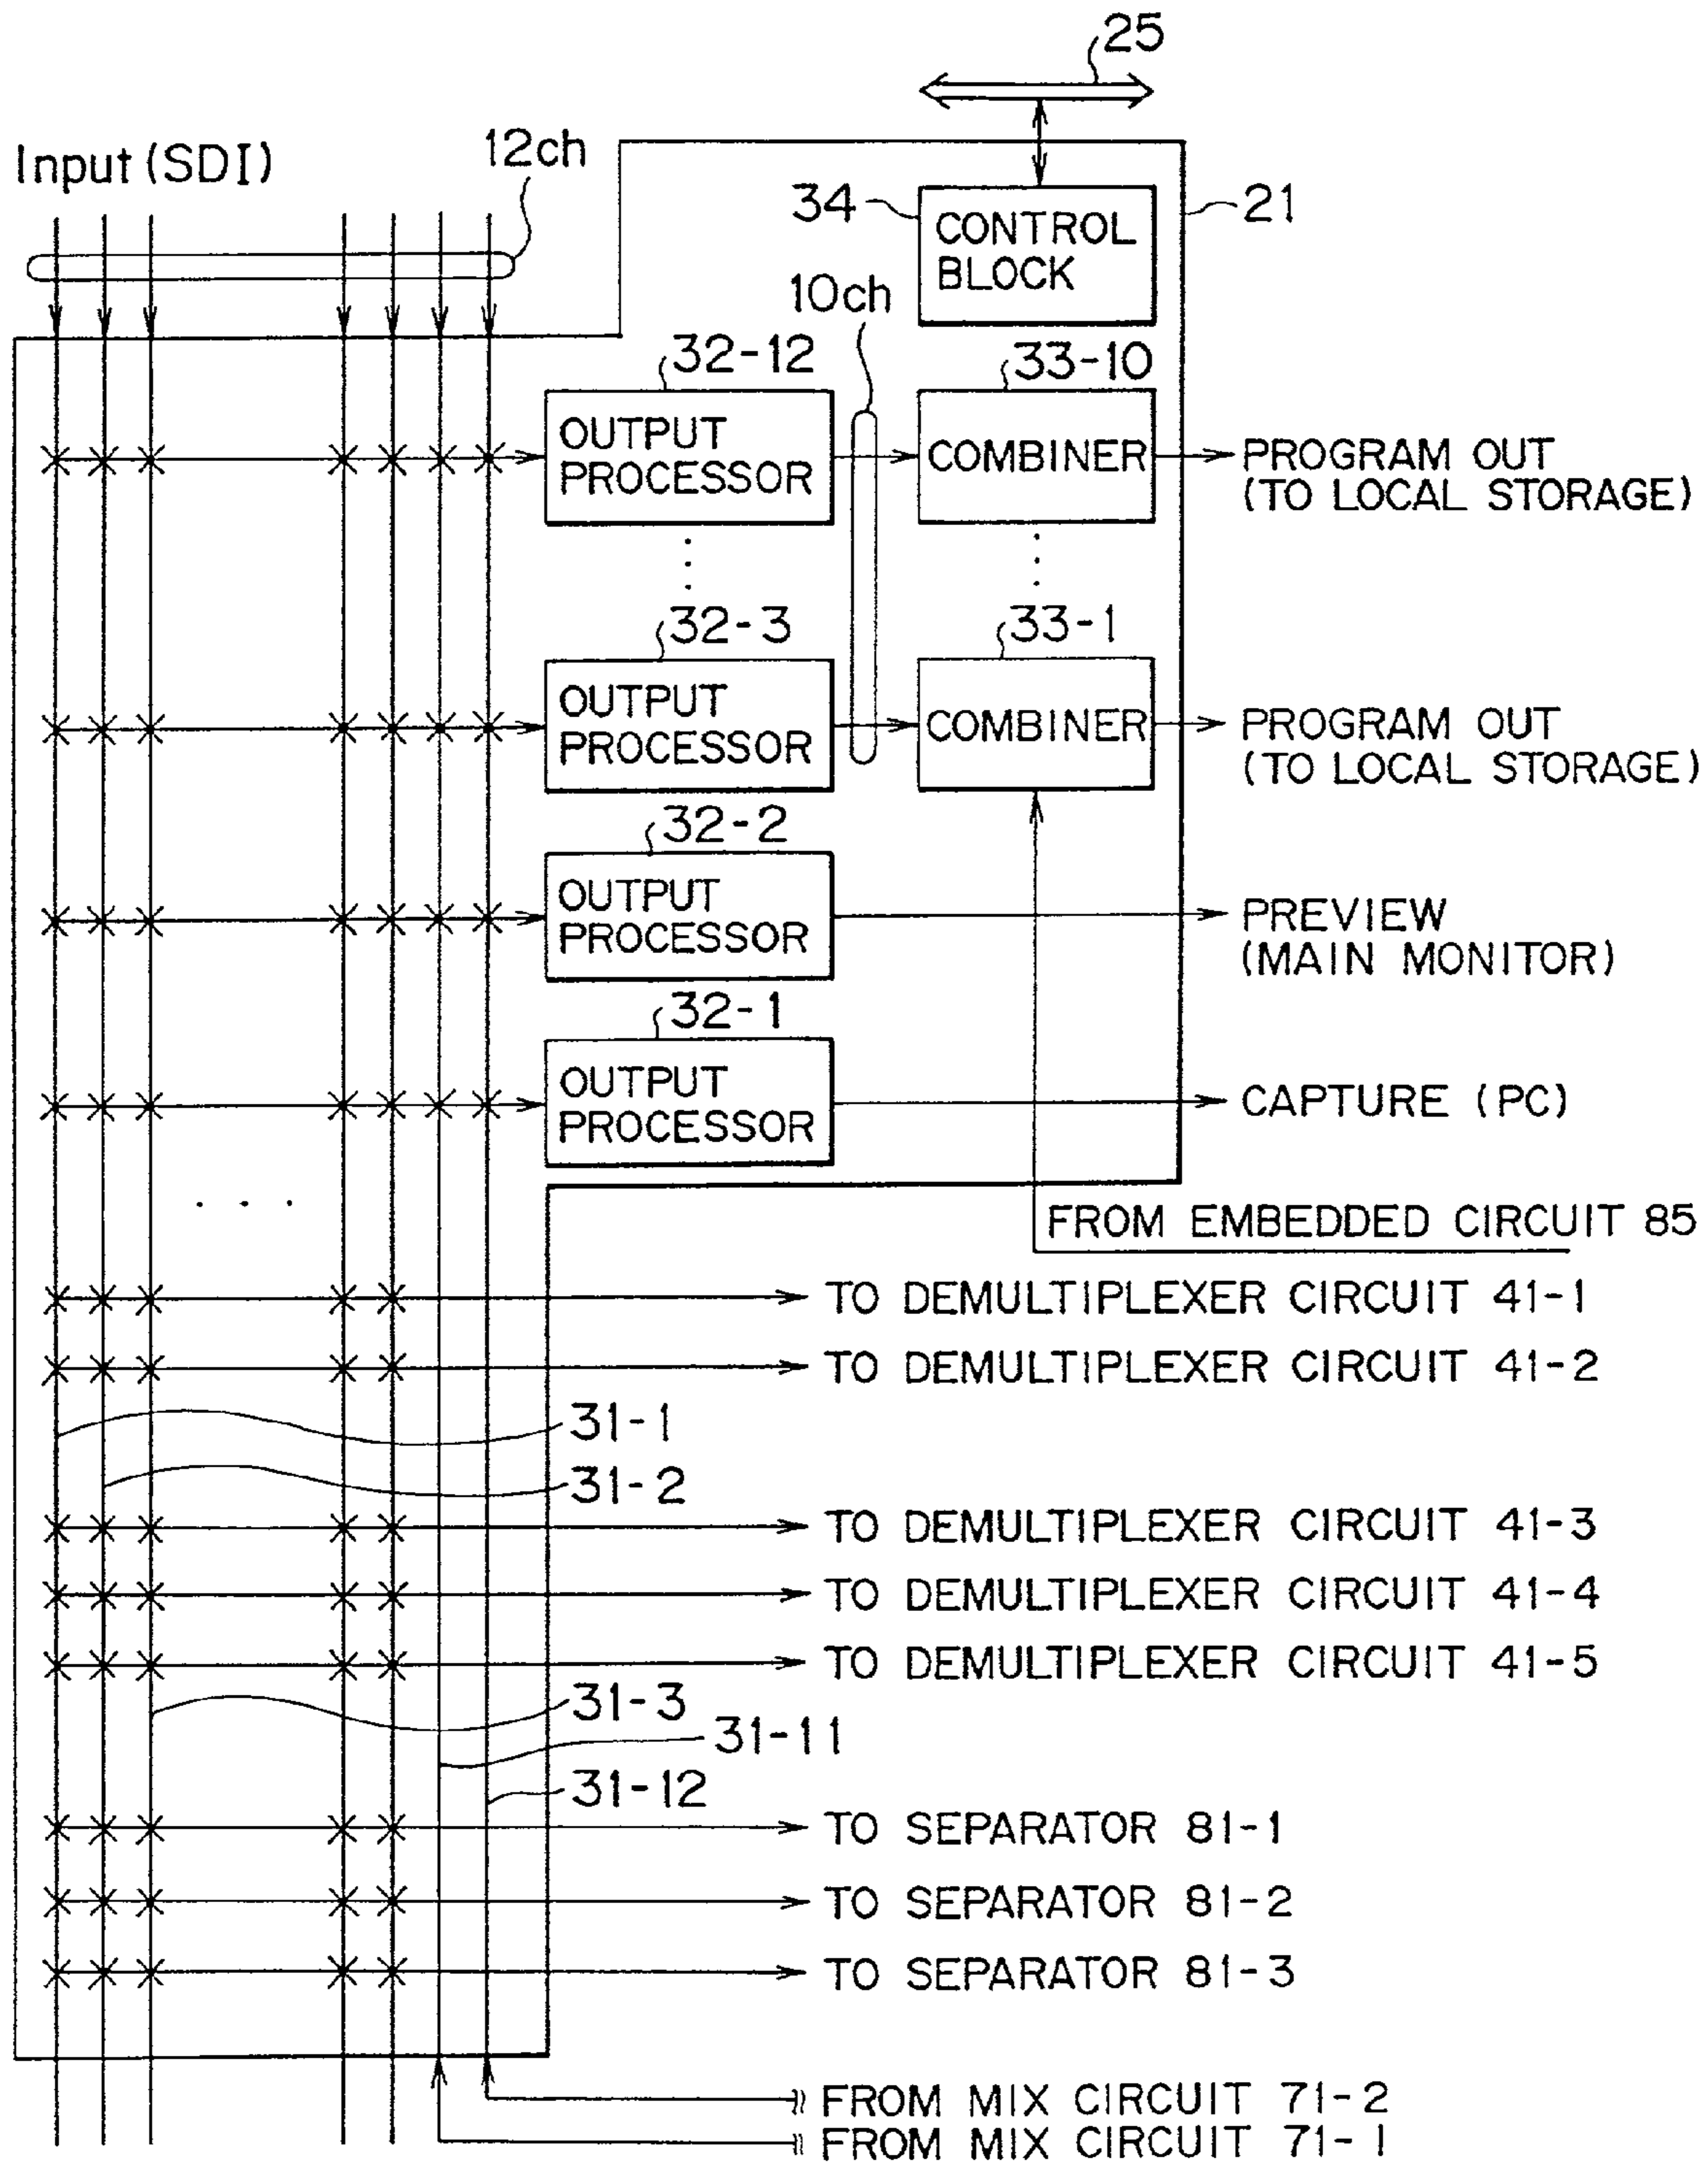 25
12ch
Input (SDI)
34
CONTROL
BLOCK
21
10ch
32-12
33-10
OUTPUT
PROCESSOR
COMBINER
PROGRAM OUT
(TO LOCAL STORAGE)
32-3
33-1
OUTPUT
PROCESSOR
COMBINER
PROGRAM OUT
(TO LOCAL STORAGE)
32-2
OUTPUT
PROCESSOR
PREVIEW
(MAIN MONITOR)
32-1
OUTPUT
PROCESSOR
CAPTURE (PC)
FROM EMBEDDED CIRCUIT 85
TO DEMULTIPLEXER CIRCUIT 41-1
TO DEMULTIPLEXER CIRCUIT 41-2
31-1
31-2
TO DEMULTIPLEXER CIRCUIT 41-3
TO DEMULTIPLEXER CIRCUIT 41-4
TO DEMULTIPLEXER CIRCUIT 41-5
31-3
31-11
31-12
TO SEPARATOR 81-1
TO SEPARATOR 81-2
TO SEPARATOR 81-3
FROM MIX CIRCUIT 71-2
FROM MIX CIRCUIT 71-1